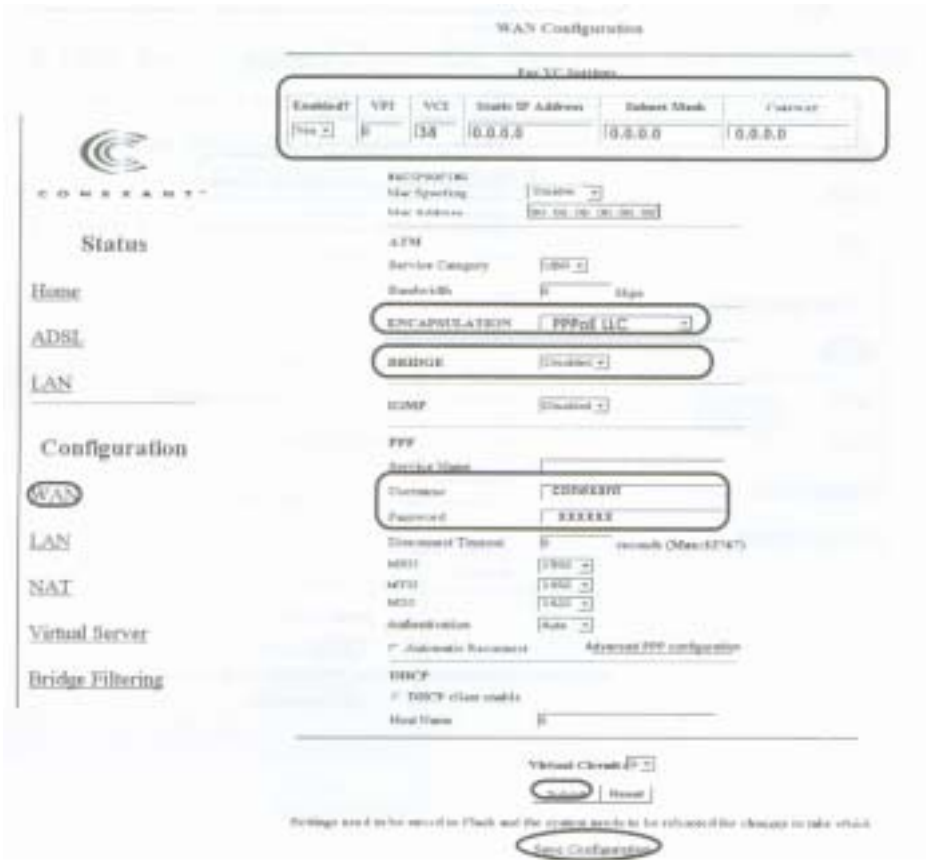 WAN Configuration
Per VC Settings
Enabled? VPI VCI Static IP Address Subnet Mask Gateway
Yes 0 38 0.0.0.0 0.0.0.0 0.0.0.0
CONEXANT™
Mac Spoofing Disable
Mac Address
Status
ATM
Service Category UBR
Home
Bandwidth 0 kbps
ENCAPSULATION PPPoE LLC
ADSL
BRIDGE Disabled
LAN
IGMP Disabled
Configuration
PPP
Service Name
WAN
Username conexant
Password xxxxxx
LAN
Disconnect Timeout 0 seconds (Max:32767)
MRU
NAT
MTU
MSS
Virtual Server
Authentication Auto
Automatic Reconnect Advanced PPP configuration
Bridge Filtering
DHCP
DHCP client enable
Host Name
Virtual Circuit: 0
Submit Reset
Settings need to be saved to Flash and the system needs to be rebooted for changes to take effect.
Save Configuration